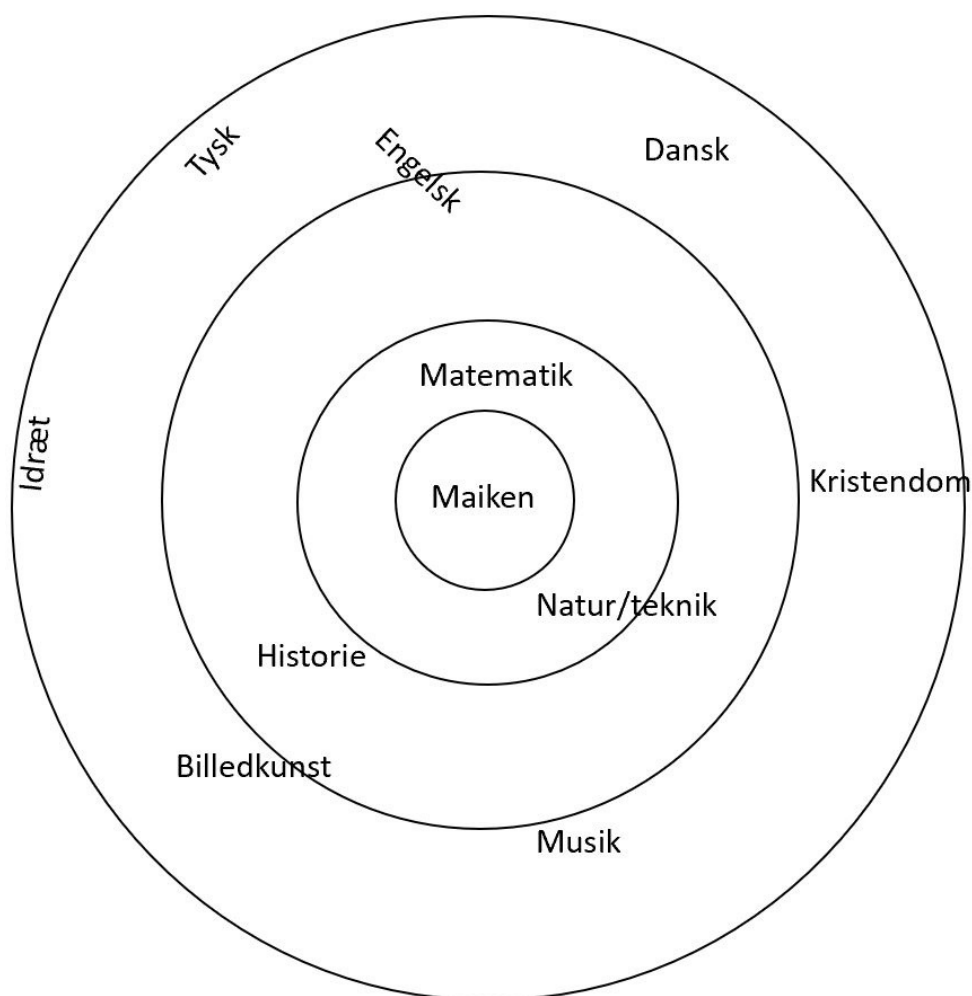 Tysk
Engelsk
Dansk
Matematik
Idræt
Maiken
Kristendom
Natur/teknik
Historie
Billedkunst
Musik